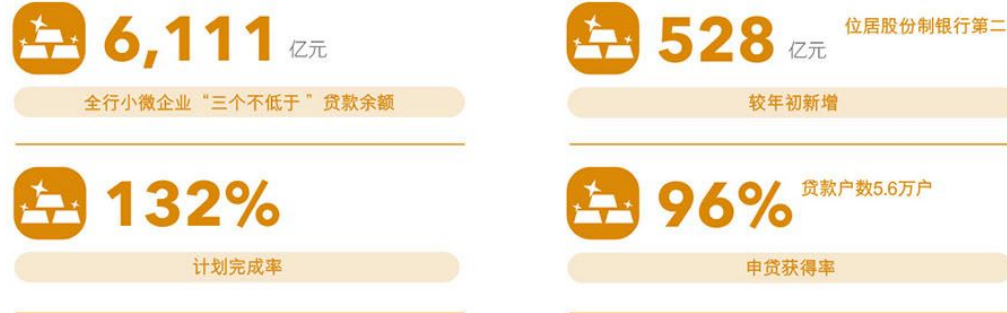 6,111 亿元
全行小微企业“三个不低于”贷款余额
528 亿元 位居股份制银行第二
较年初新增
132%
计划完成率
96% 贷款户数5.6万户
申贷获得率